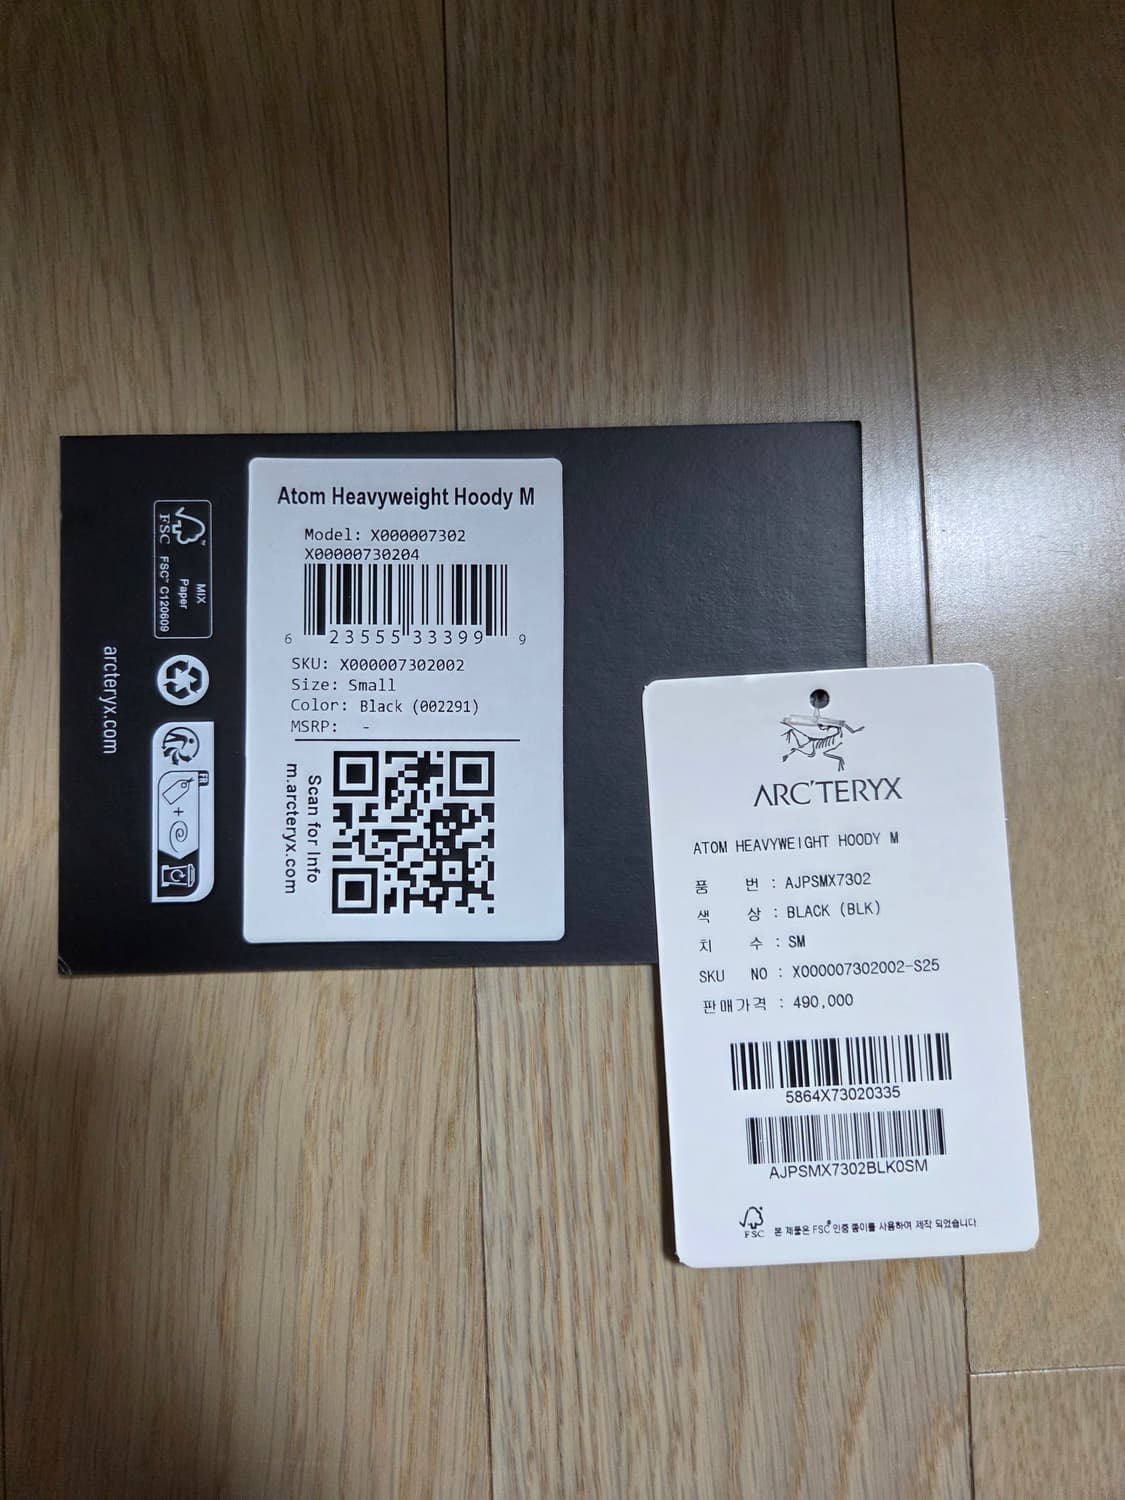 Atom Heavyweight Hoody M
Model: X000007302
X00000730204
6 23555 33399 9
SKU: X000007302002
Size: Small
Color: Black (002291)
MSRP: -
Scan for Info
m.arcteryx.com
FSC™
MIX
Paper
FSC™ C120609
arcteryx.com
FR
+
ARC'TERYX
ATOM HEAVYWEIGHT HOODY M
품 번 : AJPSMX7302
색 상 : BLACK (BLK)
치 수 : SM
SKU NO : X000007302002-S25
판매가격 : 490,000
5864X73020335
AJPSMX7302BLK0SM
FSC
본 제품은 FSC® 인증 종이를 사용하여 제작 되었습니다